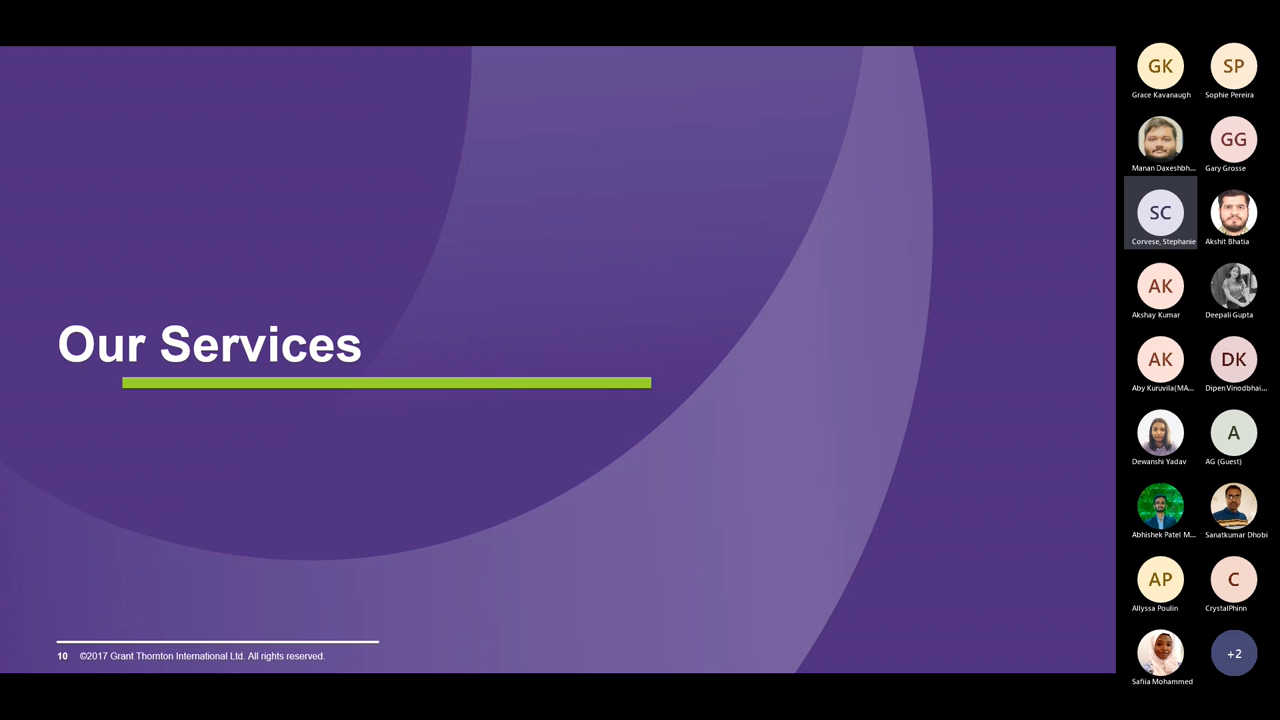 Our Services
10 ©2017 Grant Thornton International Ltd. All rights reserved.
GK
Grace Kavanaugh
SP
Sophie Pereira
Manan Daxeshbh...
GG
Gary Grosse
SC
Corvese, Stephanie
Akshit Bhatia
AK
Akshay Kumar
Deepali Gupta
AK
Aby Kuruvila(MA...
DK
Dipen Vinodbhai...
Dewanshi Yadav
A
AG (Guest)
Abhishek Patel M...
Sanatkumar Dhobi
AP
Allyssa Poulin
C
CrystalPhinn
Safiia Mohammed
+2